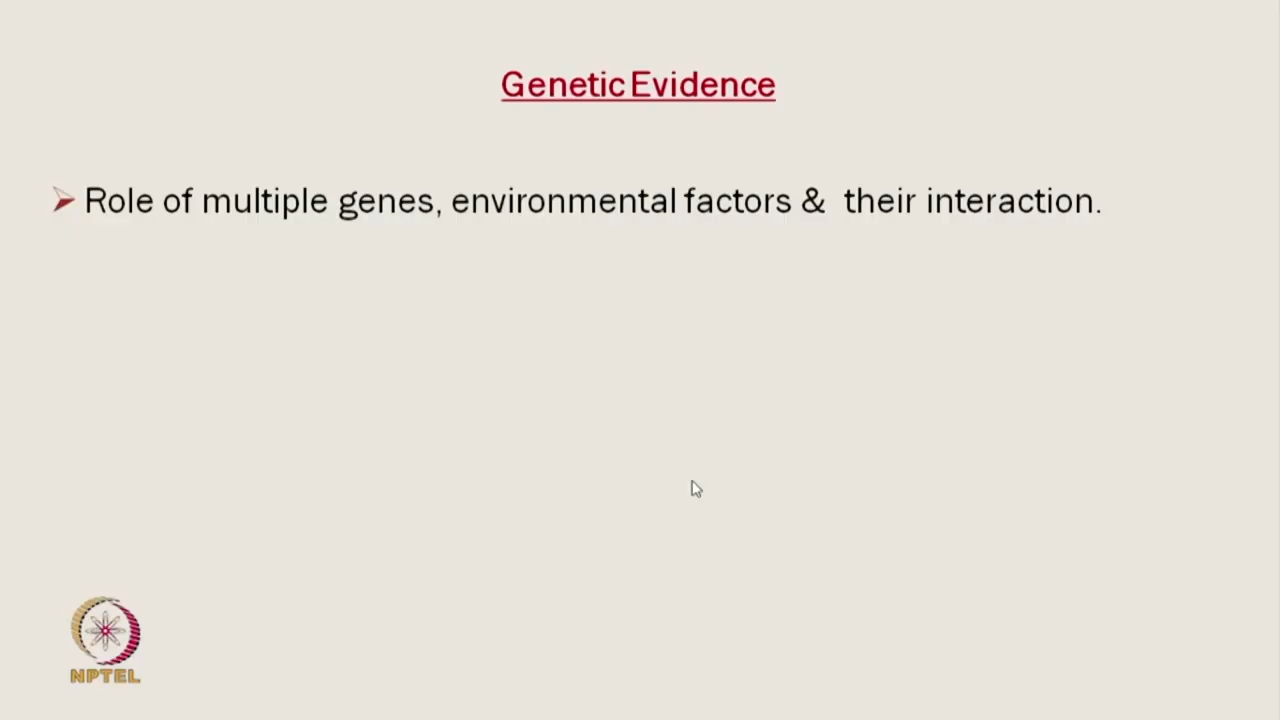 Genetic Evidence
Role of multiple genes, environmental factors & their interaction.
NPTEL